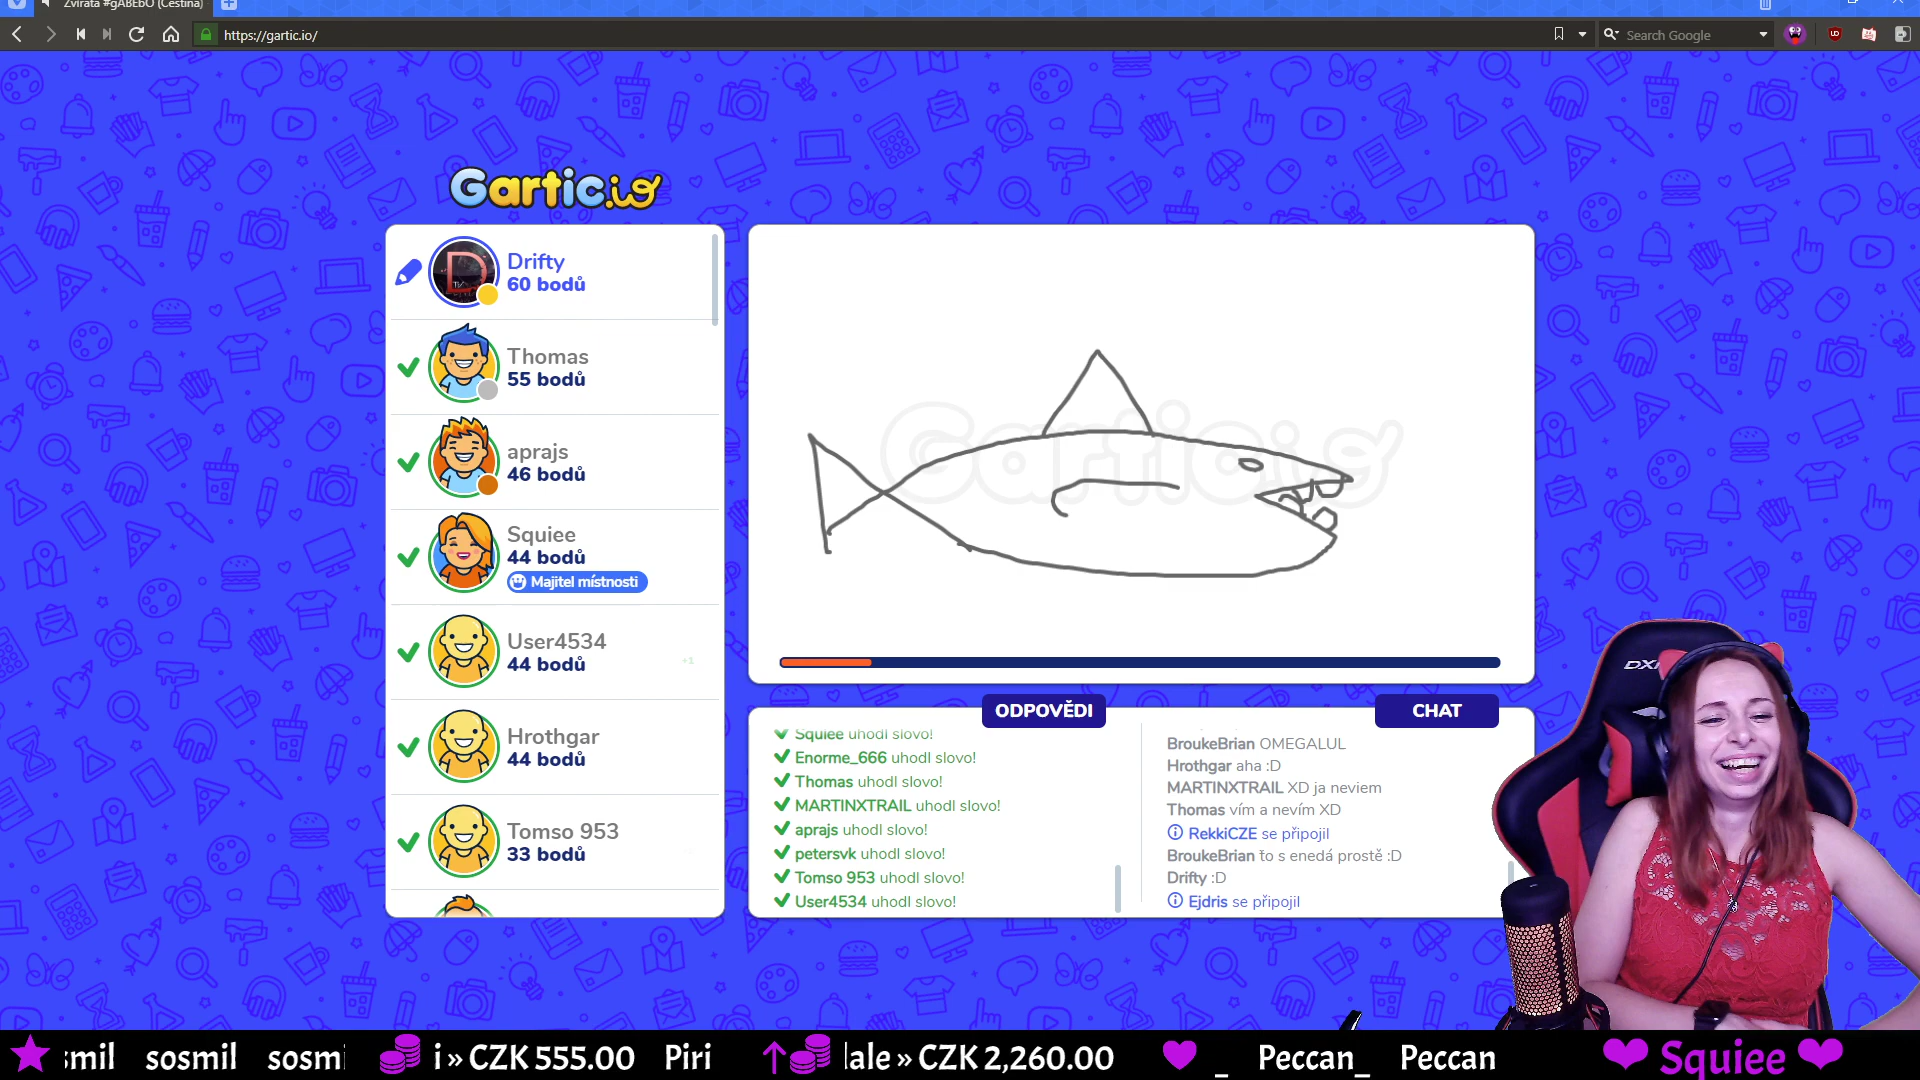 Zvířata #gABEbO (Čeština)
https://gartic.io/
Search Google
Gartic.io
Drifty
60 bodů
Thomas
55 bodů
aprajs
46 bodů
Squiee
44 bodů
Majitel místnosti
User4534
44 bodů
+1
Hrothgar
44 bodů
Tomso 953
33 bodů
Gartic.io
ODPOVĚDI
Squiee uhodl slovo!
Enorme_666 uhodl slovo!
Thomas uhodl slovo!
MARTINXTRAIL uhodl slovo!
aprajs uhodl slovo!
petersvk uhodl slovo!
Tomso 953 uhodl slovo!
User4534 uhodl slovo!
CHAT
BroukeBrian OMEGALUL
Hrothgar aha :D
MARTINXTRAIL XD ja neviem
Thomas vím a nevím XD
RekkiCZE se připojil
BroukeBrian ťo s enedá prostě :D
Drifty :D
Ejdris se připojil
smil sosmil sosmi
i » CZK 555.00 Piri
lale » CZK 2,260.00
_ Peccan_ Peccan
Squiee